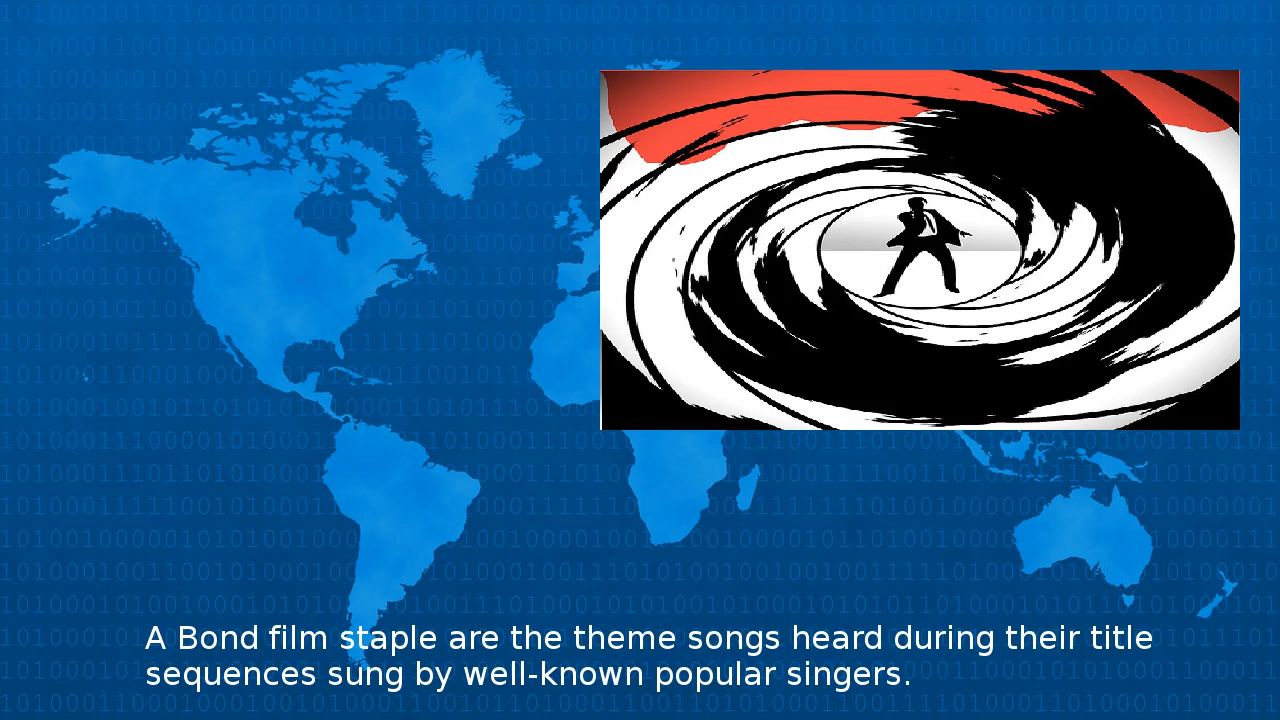 A Bond film staple are the theme songs heard during their title
sequences sung by well-known popular singers.